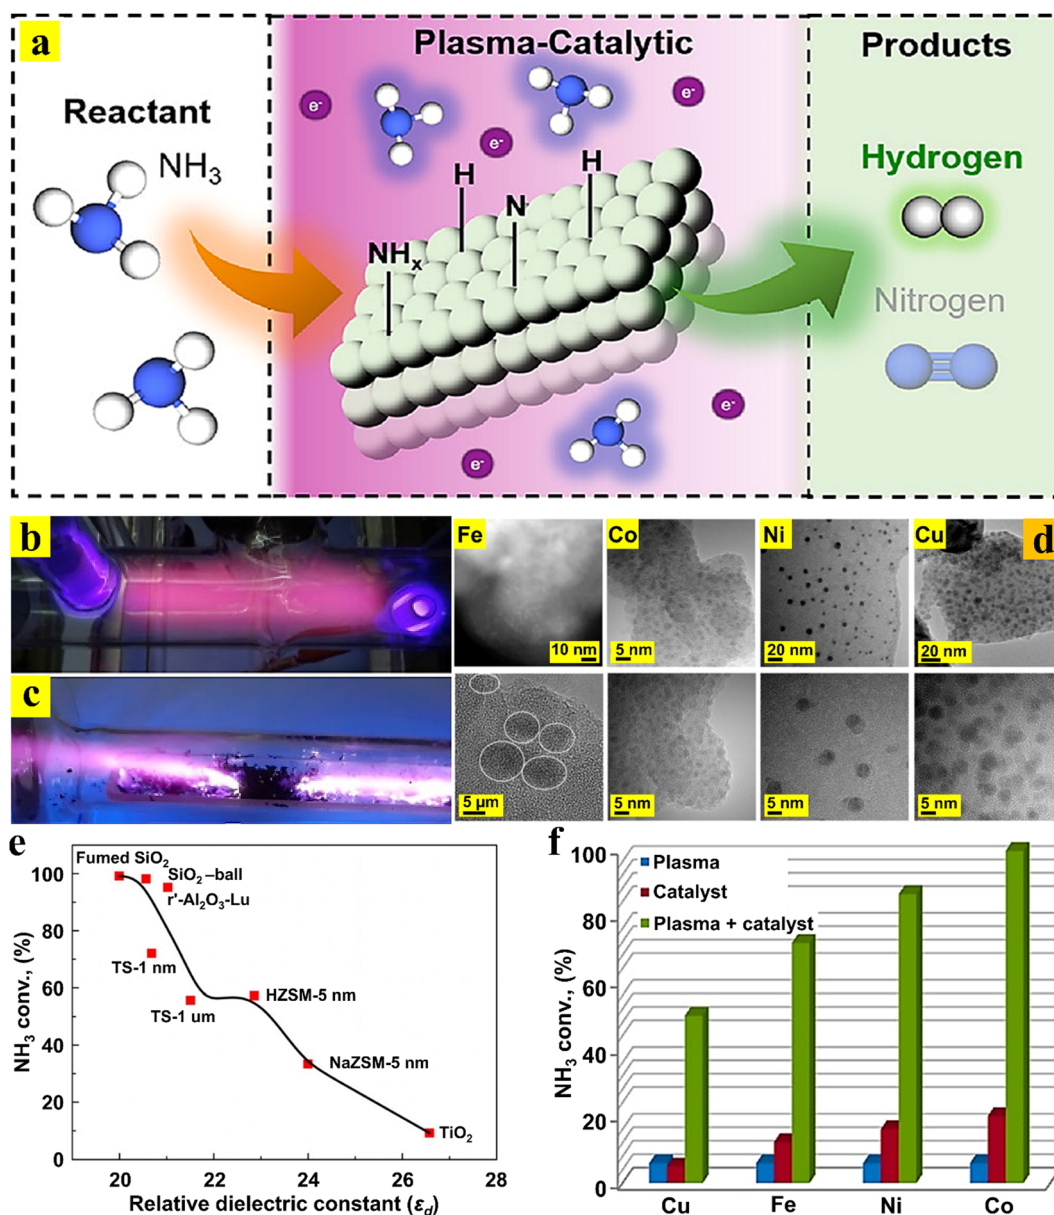 a
Plasma-Catalytic
Products
Reactant
NH₃
e⁻
e⁻
e⁻
H
H
N
NHₓ
Hydrogen
Nitrogen
e⁻
e⁻
b
c
Fe
Co
Ni
Cu
d
10 nm
5 nm
20 nm
20 nm
5 µm
5 nm
5 nm
5 nm
e
NH₃ conv., (%)
100
80
60
40
20
0
Fumed SiO₂
SiO₂ –ball
r'-Al₂O₃-Lu
TS-1 nm
TS-1 um
HZSM-5 nm
NaZSM-5 nm
TiO₂
20 22 24 26 28
Relative dielectric constant (ε_d)
f
NH₃ conv., (%)
100
80
60
40
20
0
Plasma
Catalyst
Plasma + catalyst
Cu Fe Ni Co